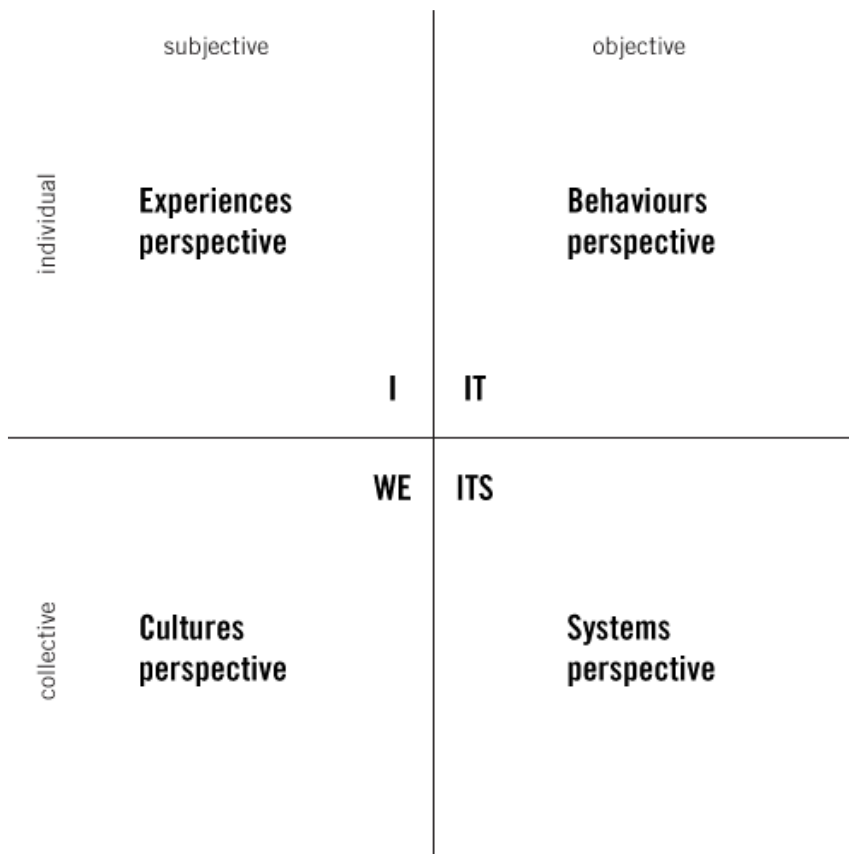 subjective
objective
individual
Experiences
perspective
Behaviours
perspective
I
IT
WE
ITS
collective
Cultures
perspective
Systems
perspective